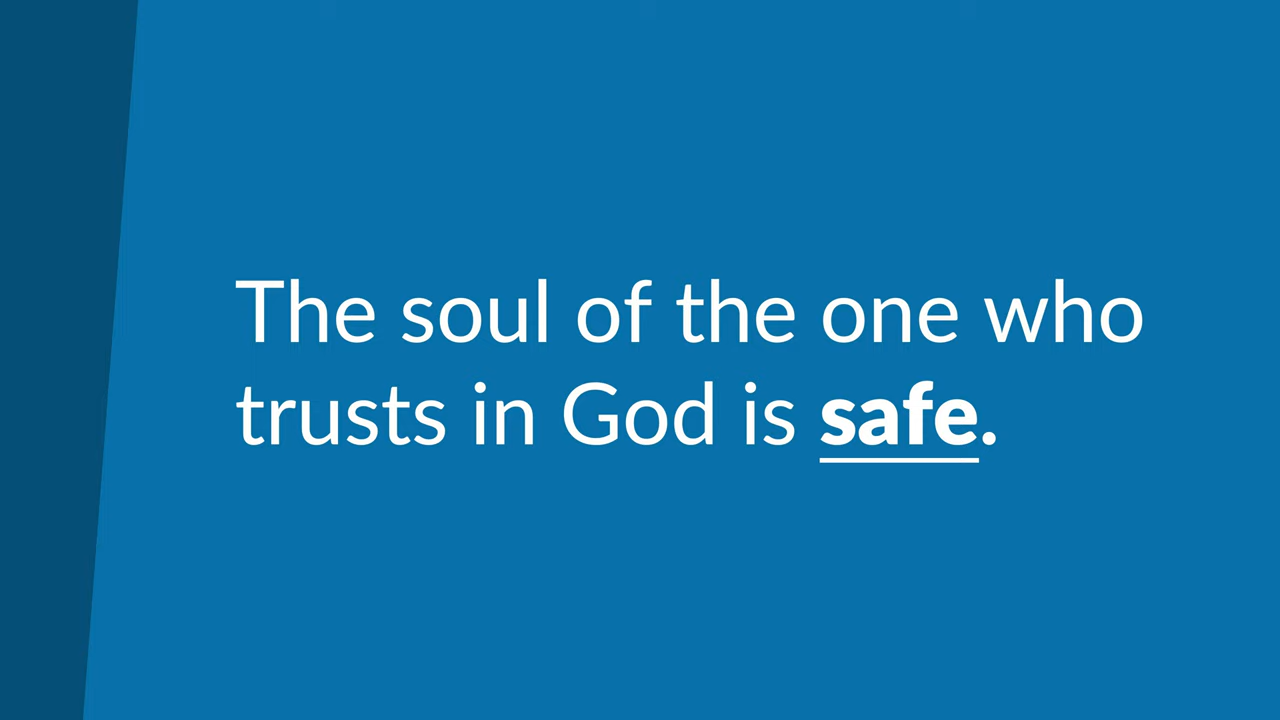 The soul of the one who
trusts in God is safe.